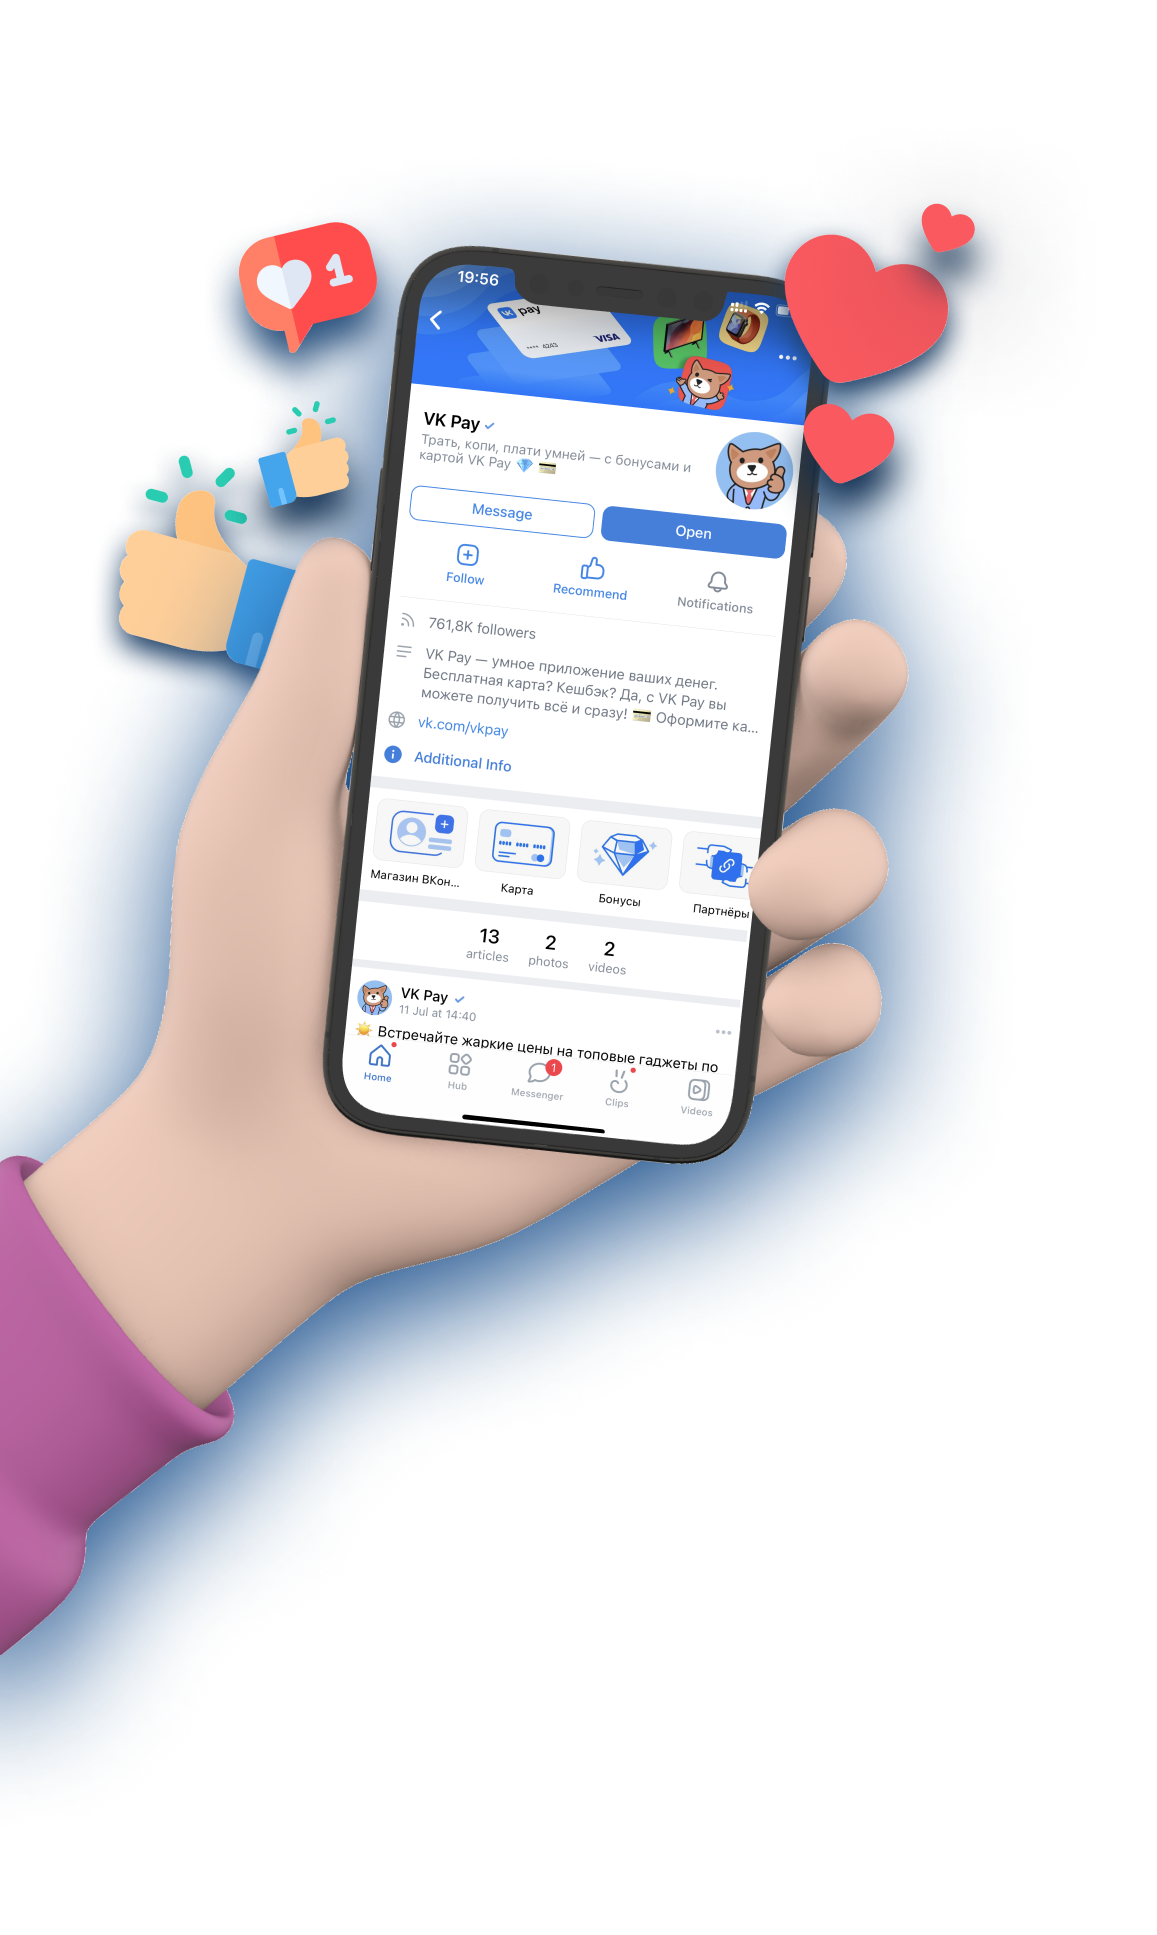 1
19:56
VK pay
•••• 4243
VISA
VK Pay
Трать, копи, плати умней — с бонусами и
картой VK Pay 💎 💳
Message
Open
Follow
Recommend
Notifications
761,8K followers
VK Pay — умное приложение ваших денег.
Бесплатная карта? Кешбэк? Да, с VK Pay вы
можете получить всё и сразу! 💳 Оформите ка...
vk.com/vkpay
Additional Info
Магазин ВКон...
Карта
Бонусы
Партнёры
13
2
2
articles
photos
videos
VK Pay
11 Jul at 14:40
☀️ Встречайте жаркие цены на топовые гаджеты по
1
Home
Hub
Messenger
Clips
Videos